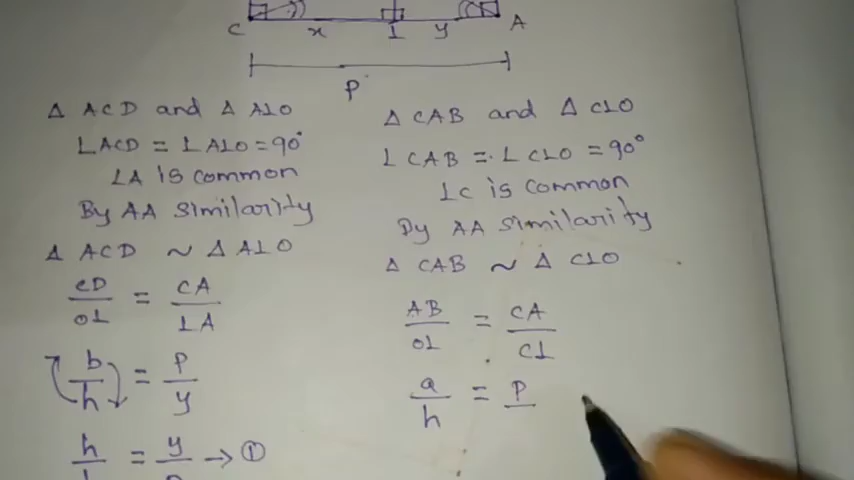 C x L y A
P
Δ ACD and Δ ALO
∠ACD = ∠ALO = 90°
∠A is common
By AA similarity
Δ ACD ~ Δ ALO
CD/OL = CA/LA
b/h = P/y
h/b = y/P → ①
Δ CAB and Δ CLO
∠CAB = ∠CLO = 90°
∠C is common
By AA similarity
Δ CAB ~ Δ CLO
AB/OL = CA/CL
a/h = P/